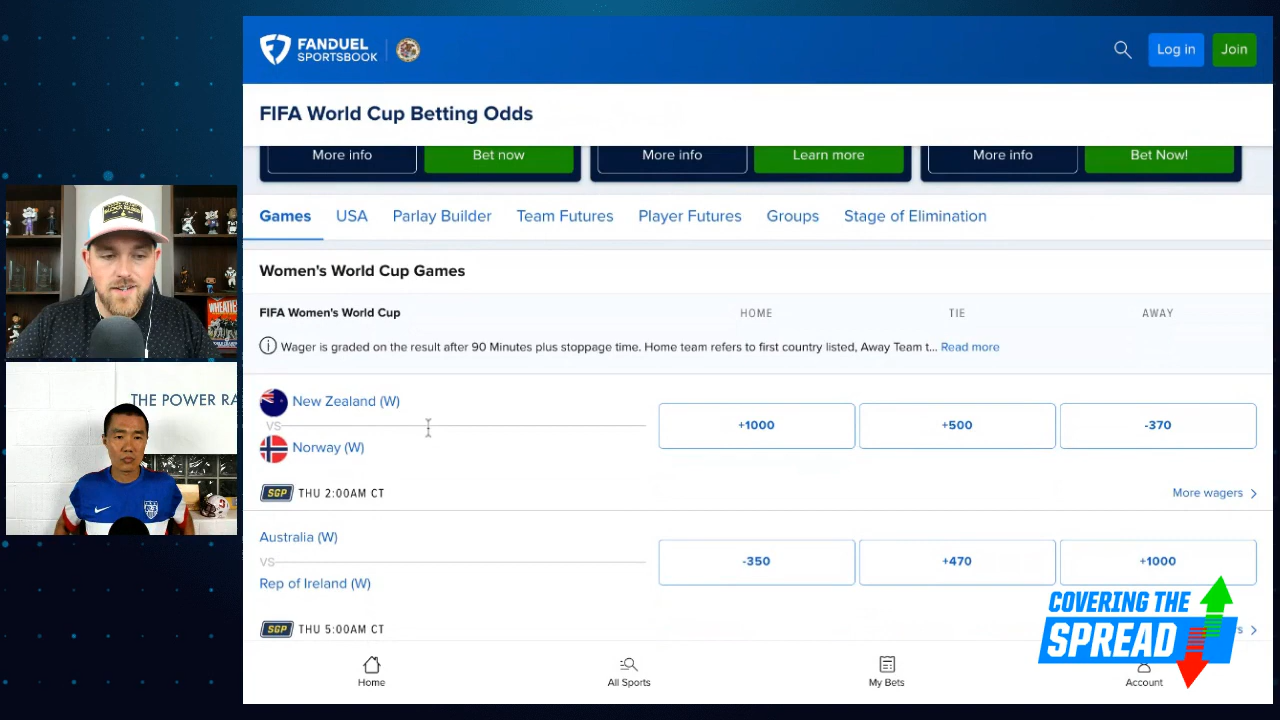 FANDUEL
SPORTSBOOK
Log in
Join
FIFA World Cup Betting Odds
More info
Bet now
More info
Learn more
More info
Bet Now!
Games
USA
Parlay Builder
Team Futures
Player Futures
Groups
Stage of Elimination
Women's World Cup Games
FIFA Women's World Cup
HOME
TIE
AWAY
Wager is graded on the result after 90 Minutes plus stoppage time. Home team refers to first country listed, Away Team t... Read more
New Zealand (W)
VS
Norway (W)
+1000
+500
-370
SGP THU 2:00AM CT
More wagers
Australia (W)
VS
Rep of Ireland (W)
-350
+470
+1000
SGP THU 5:00AM CT
Home
All Sports
My Bets
Account
COVERING THE
SPREAD
THE POWER RA
WHEATIES